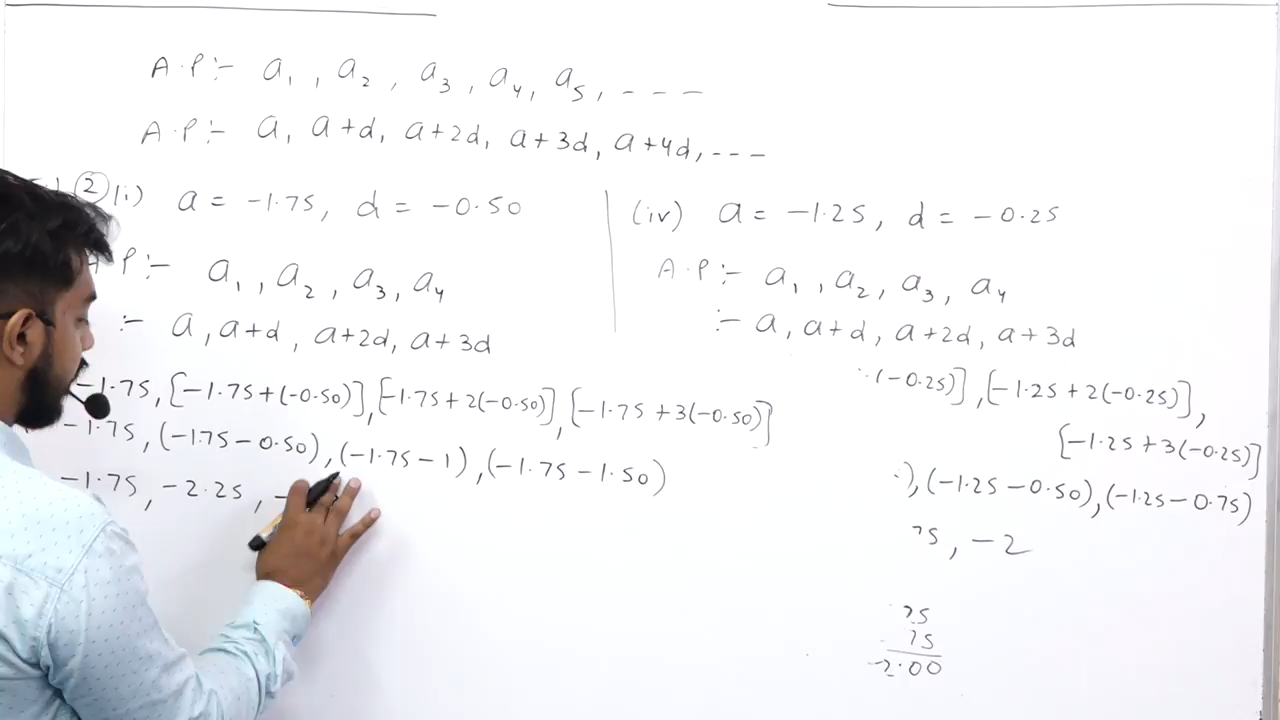 A.P:- a₁, a₂, a₃, a₄, a₅, ---
A.P:- a, a+d, a+2d, a+3d, a+4d, ---
② (i) a = -1.75, d = -0.50
P:- a₁, a₂, a₃, a₄
:- a, a+d, a+2d, a+3d
-1.75, [-1.75+(-0.50)], [-1.75+2(-0.50)], [-1.75+3(-0.50)]
-1.75, (-1.75-0.50), (-1.75-1), (-1.75-1.50)
-1.75, -2.25, -
(iv) a = -1.25, d = -0.25
A.P:- a₁, a₂, a₃, a₄
:- a, a+d, a+2d, a+3d
(-0.25)], [-1.25+2(-0.25)],
[-1.25+3(-0.25)]
), (-1.25-0.50), (-1.25-0.75)
75, -2
25
75
-2.00